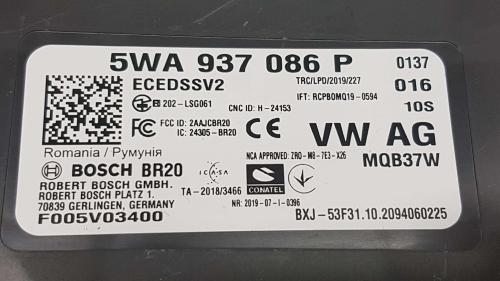 5WA 937 086 P 0137
ECEDSSV2 TRC/LPD/2019/227 016
202-LSG061 IFT: RCPBOMQ19-0594 10S
CNC ID: H-24153
FCC ID: 2AAJCBR20
IC: 24305-BR20
CE VW AG
Romania / Румуния
NCA APPROVED: ZRO-M8-7E3-X26 MQB37W
BOSCH BR20 ICASA
ROBERT BOSCH GMBH. TA-2018/3466 CONATEL
ROBERT BOSCH PLATZ 1.
70839 GERLINGEN, GERMANY NR: 2019-07-I-0396
F005V03400 BXJ-53F31.10.2094060225